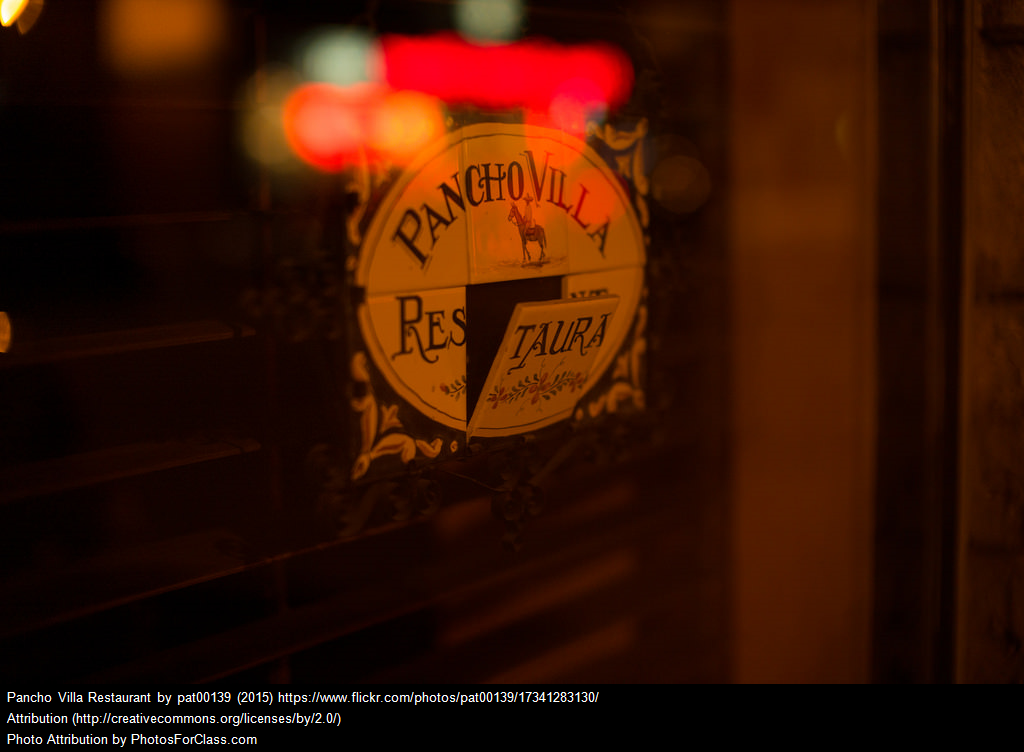 PANCHO VILLA
RES TAURA NT
Pancho Villa Restaurant by pat00139 (2015) https://www.flickr.com/photos/pat00139/17341283130/
Attribution (http://creativecommons.org/licenses/by/2.0/)
Photo Attribution by PhotosForClass.com